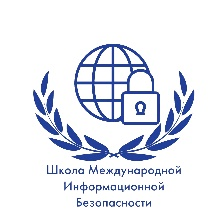 Школа Международной
Информационной
Безопасности